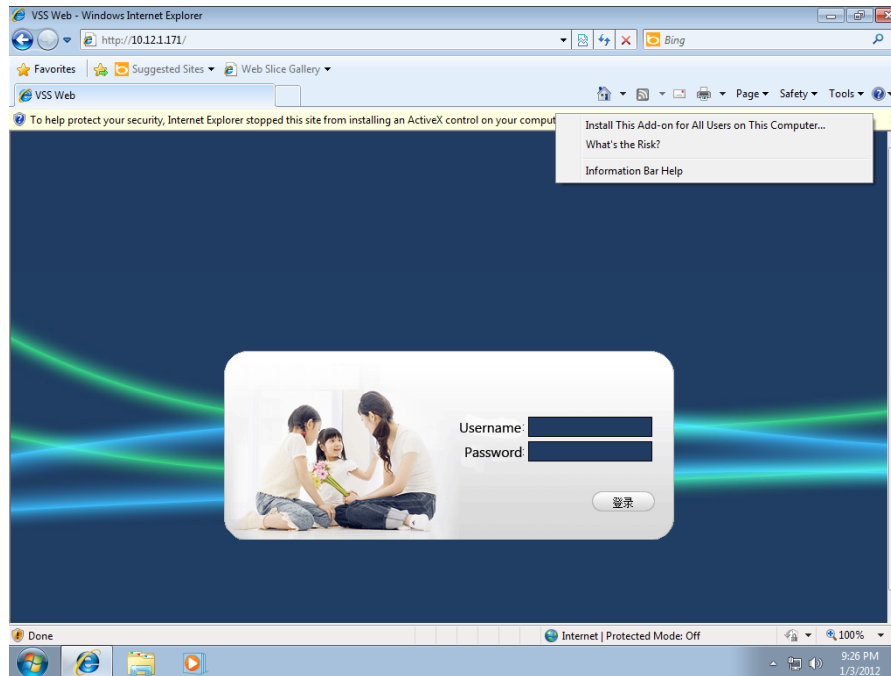 VSS Web - Windows Internet Explorer
http://10.12.1.171/
Bing
Favorites
Suggested Sites
Web Slice Gallery
VSS Web
Page
Safety
Tools
To help protect your security, Internet Explorer stopped this site from installing an ActiveX control on your
Install This Add-on for All Users on This Computer...
What's the Risk?
Information Bar Help
Username:
Password:
登录
Done
Internet | Protected Mode: Off
100%
9:26 PM
1/3/2012